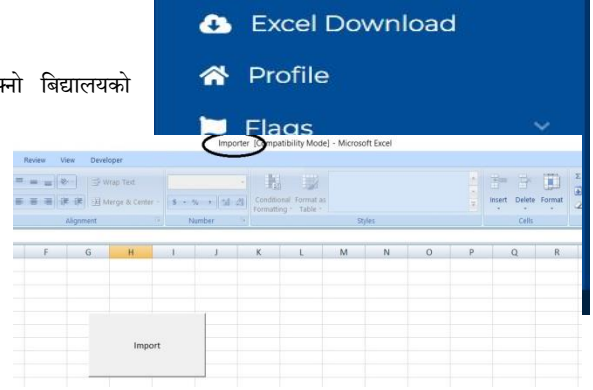 Excel Download
Profile
Flags
बिद्यालयको
Importer [Compatibility Mode] - Microsoft Excel
Review View Developer
Wrap Text
Merge & Center
Conditional Formatting
Format as Table
Insert Delete Format
Alignment Number Styles Cells
F G H I J K L M N O P Q R
Import